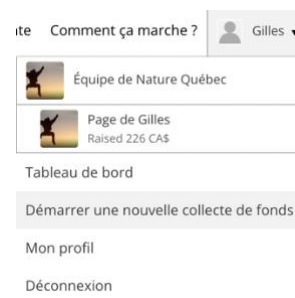 Comment ça marche ? Gilles
Équipe de Nature Québec
Page de Gilles
Raised 226 CA$
Tableau de bord
Démarrer une nouvelle collecte de fonds
Mon profil
Déconnexion